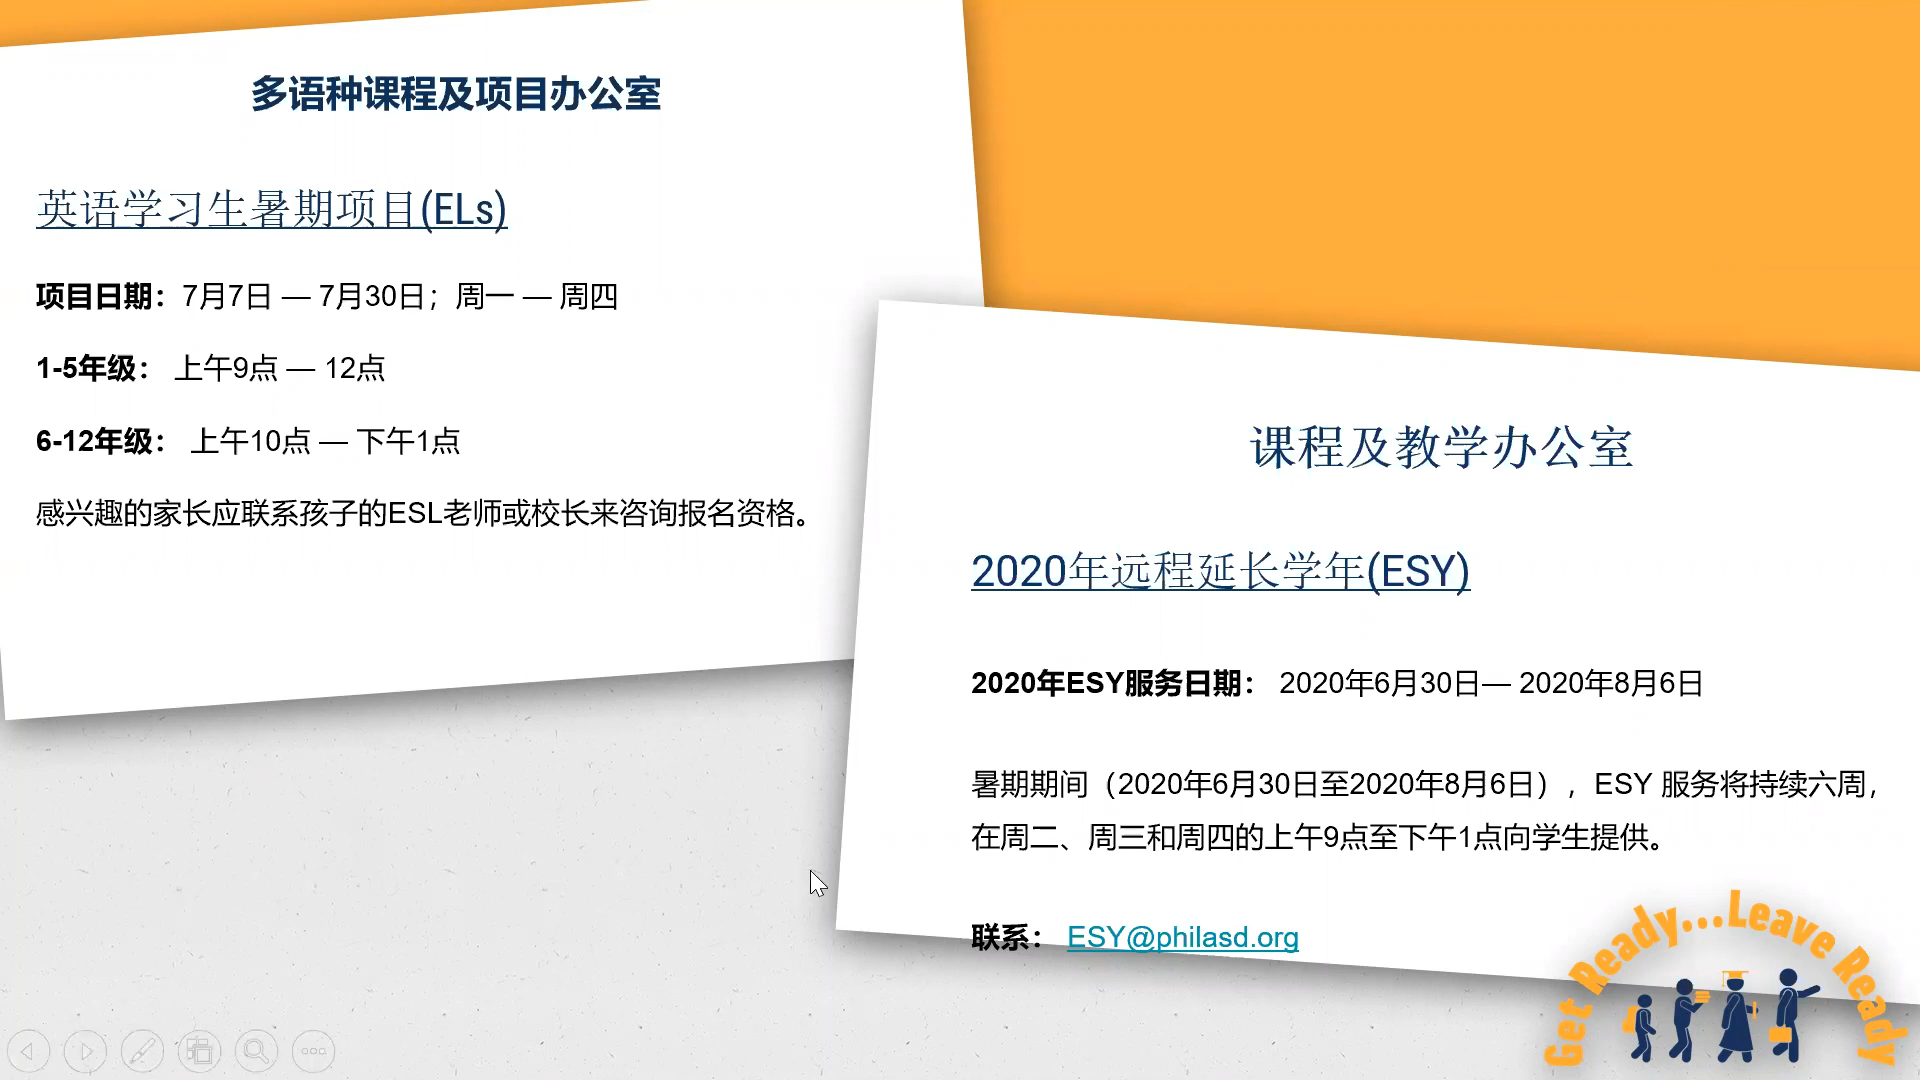 多语种课程及项目办公室
英语学习生暑期项目(ELs)
项目日期：7月7日 — 7月30日；周一 — 周四
1-5年级： 上午9点 — 12点
6-12年级： 上午10点 — 下午1点
感兴趣的家长应联系孩子的ESL老师或校长来咨询报名资格。
课程及教学办公室
2020年远程延长学年(ESY)
2020年ESY服务日期： 2020年6月30日— 2020年8月6日
暑期期间（2020年6月30日至2020年8月6日），ESY 服务将持续六周，
在周二、周三和周四的上午9点至下午1点向学生提供。
联系： ESY@philasd.org
Get Ready...Leave Ready